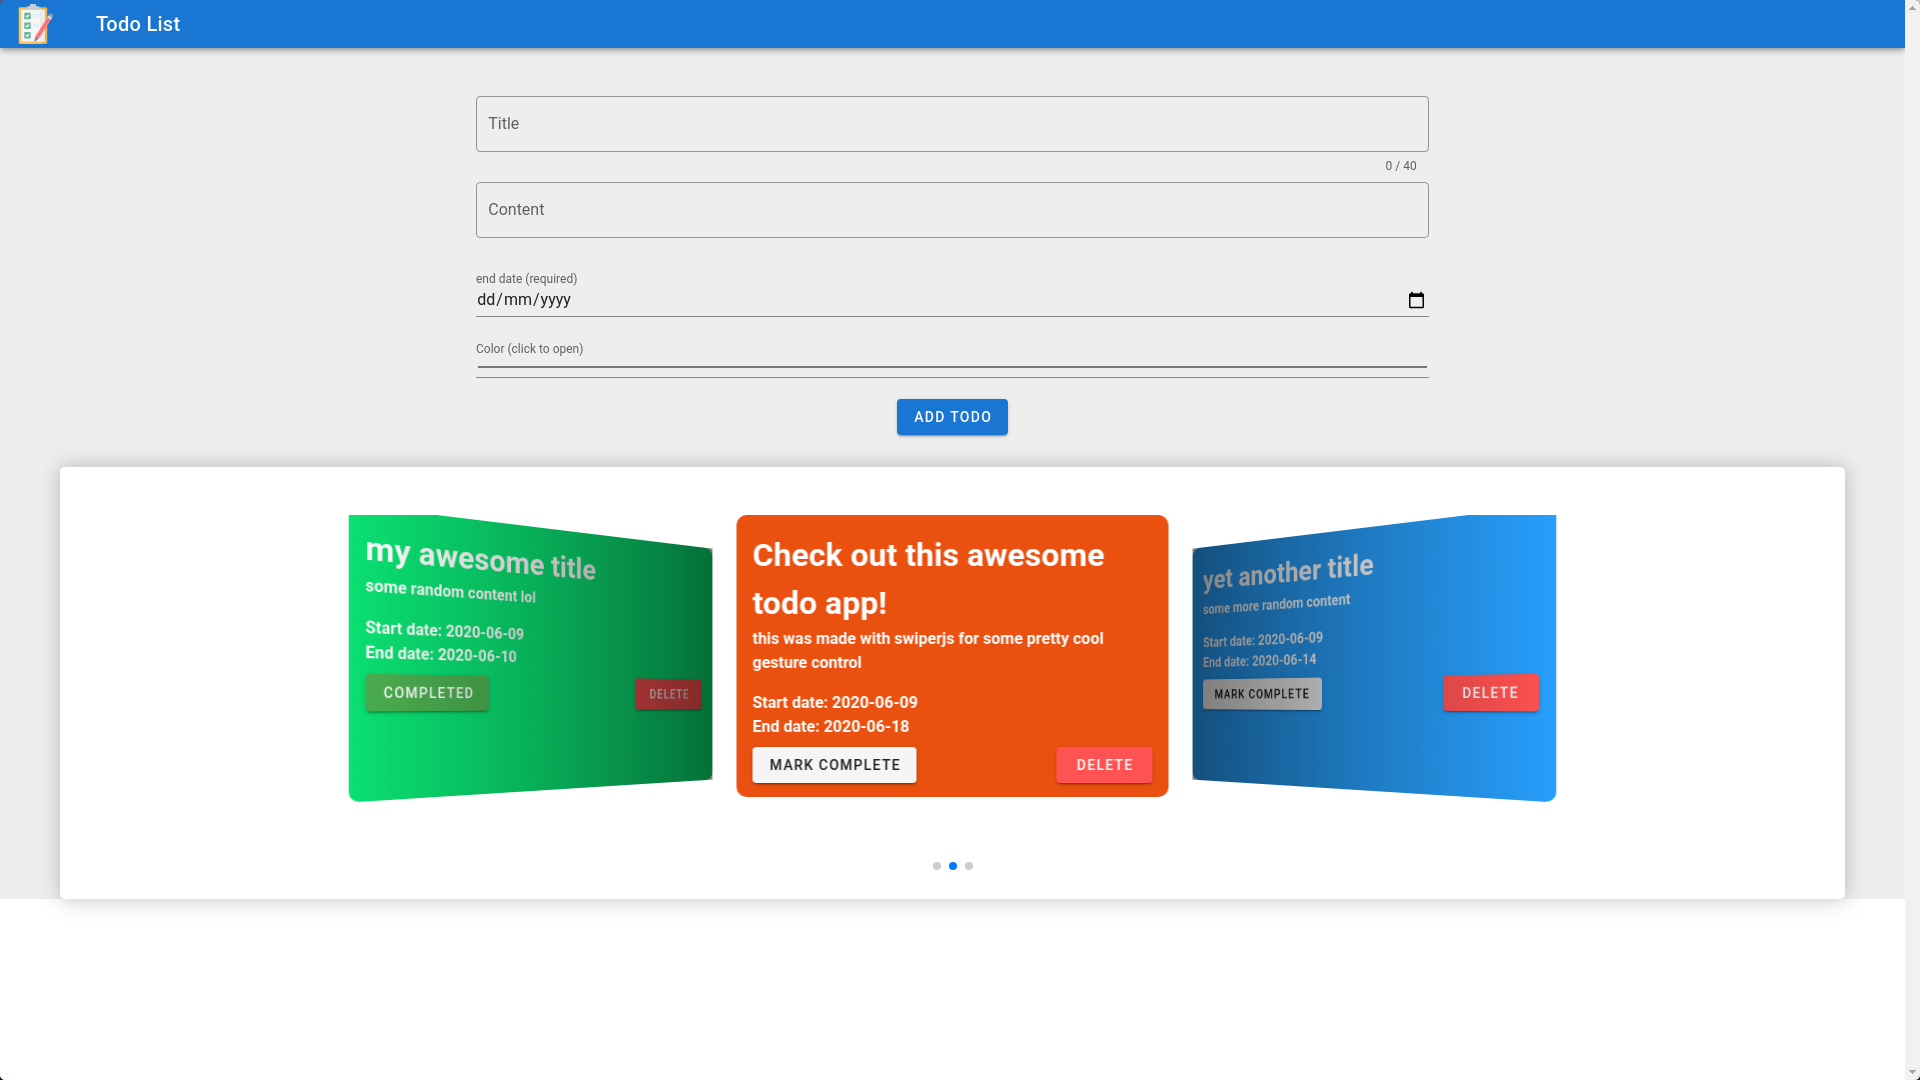 Todo List
Title
0 / 40
Content
end date (required)
dd/mm/yyyy
Color (click to open)
ADD TODO
my awesome title
some random content lol
Start date: 2020-06-09
End date: 2020-06-10
COMPLETED
DELETE
Check out this awesome
todo app!
this was made with swiperjs for some pretty cool
gesture control
Start date: 2020-06-09
End date: 2020-06-18
MARK COMPLETE
DELETE
yet another title
some more random content
Start date: 2020-06-09
End date: 2020-06-14
MARK COMPLETE
DELETE